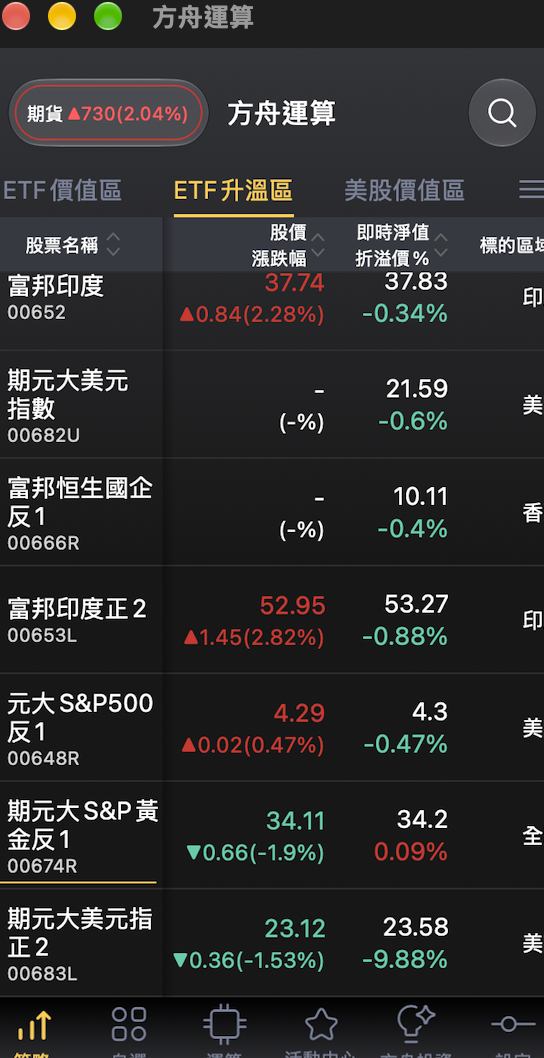 方舟運算
期貨 ▲730(2.04%)
方舟運算
ETF價值區 ETF升溫區 美股價值區
股票名稱 股價 漲跌幅 即時淨值 折溢價% 標的區域
富邦印度 37.74 37.83 印
00652 ▲0.84(2.28%) -0.34%
期元大美元 - 21.59 美
指數 (-%) -0.6%
00682U
富邦恒生國企 - 10.11 香
反1 (-%) -0.4%
00666R
富邦印度正2 52.95 53.27 印
00653L ▲1.45(2.82%) -0.88%
元大S&P500 4.29 4.3 美
反1 ▲0.02(0.47%) -0.47%
00648R
期元大S&P黃 34.11 34.2 全
金反1 ▼0.66(-1.9%) 0.09%
00674R
期元大美元指 23.12 23.58 美
正2 ▼0.36(-1.53%) -9.88%
00683L